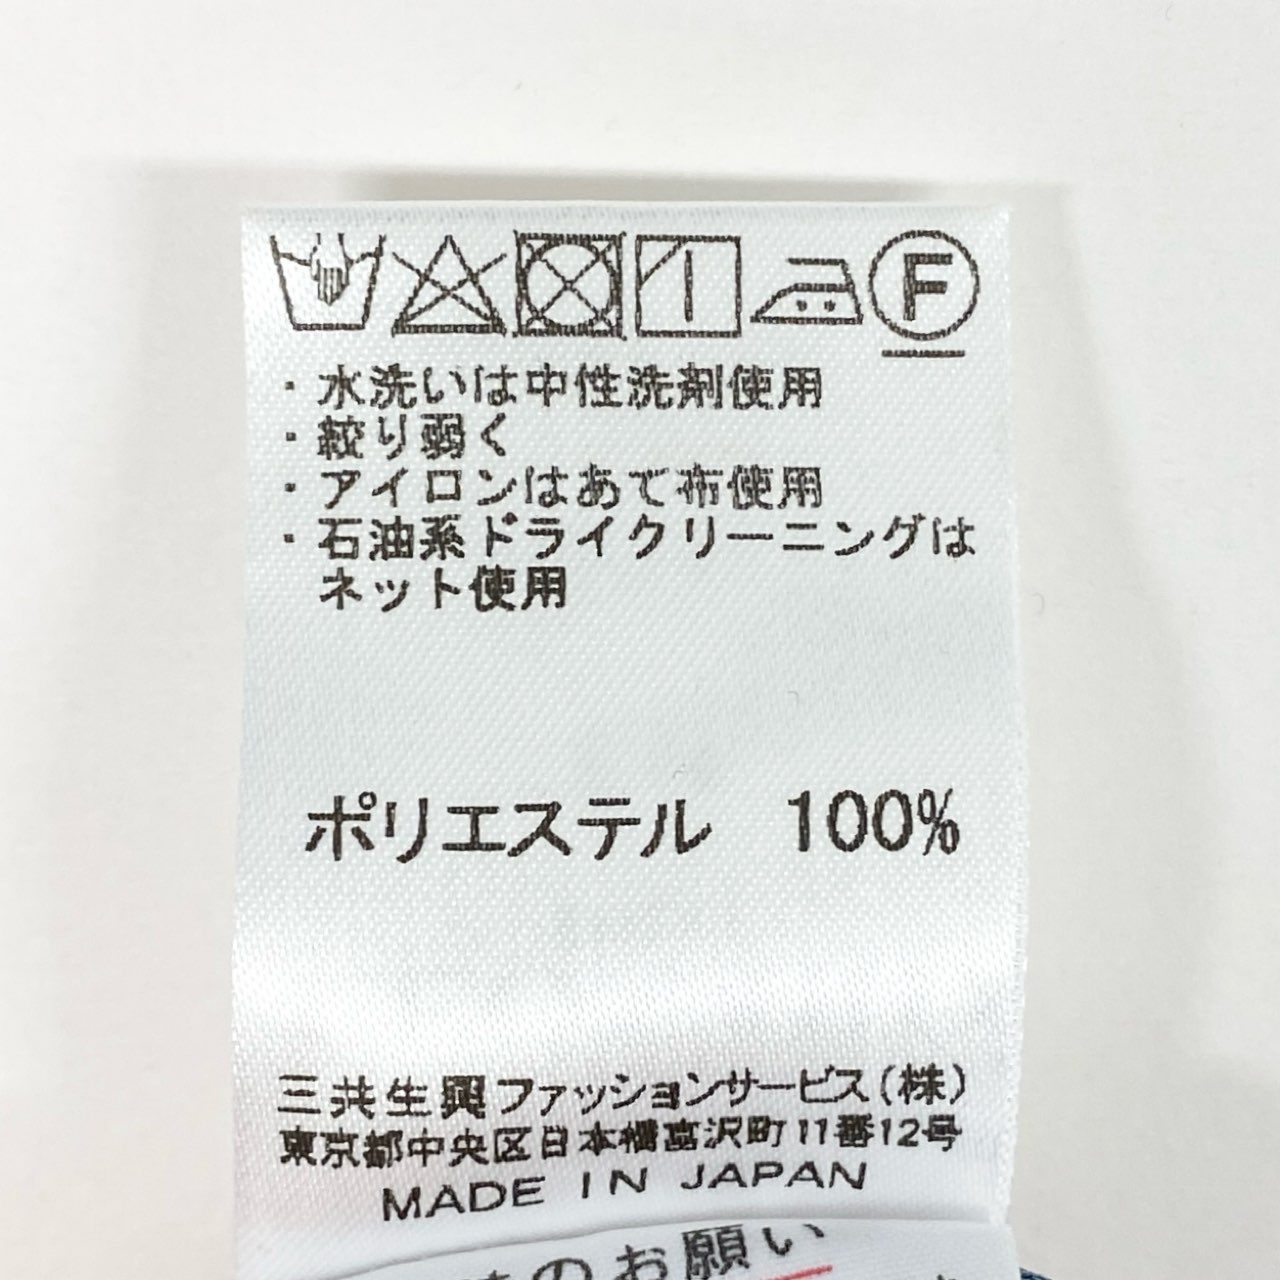 F
・水洗いは中性洗剤使用
・絞り弱く
・アイロンはあて布使用
・石油系ドライクリーニングは
ネット使用
ポリエステル 100%
三共生興ファッションサービス(株)
東京都中央区日本橋富沢町11番12号
MADE IN JAPAN
のお願い